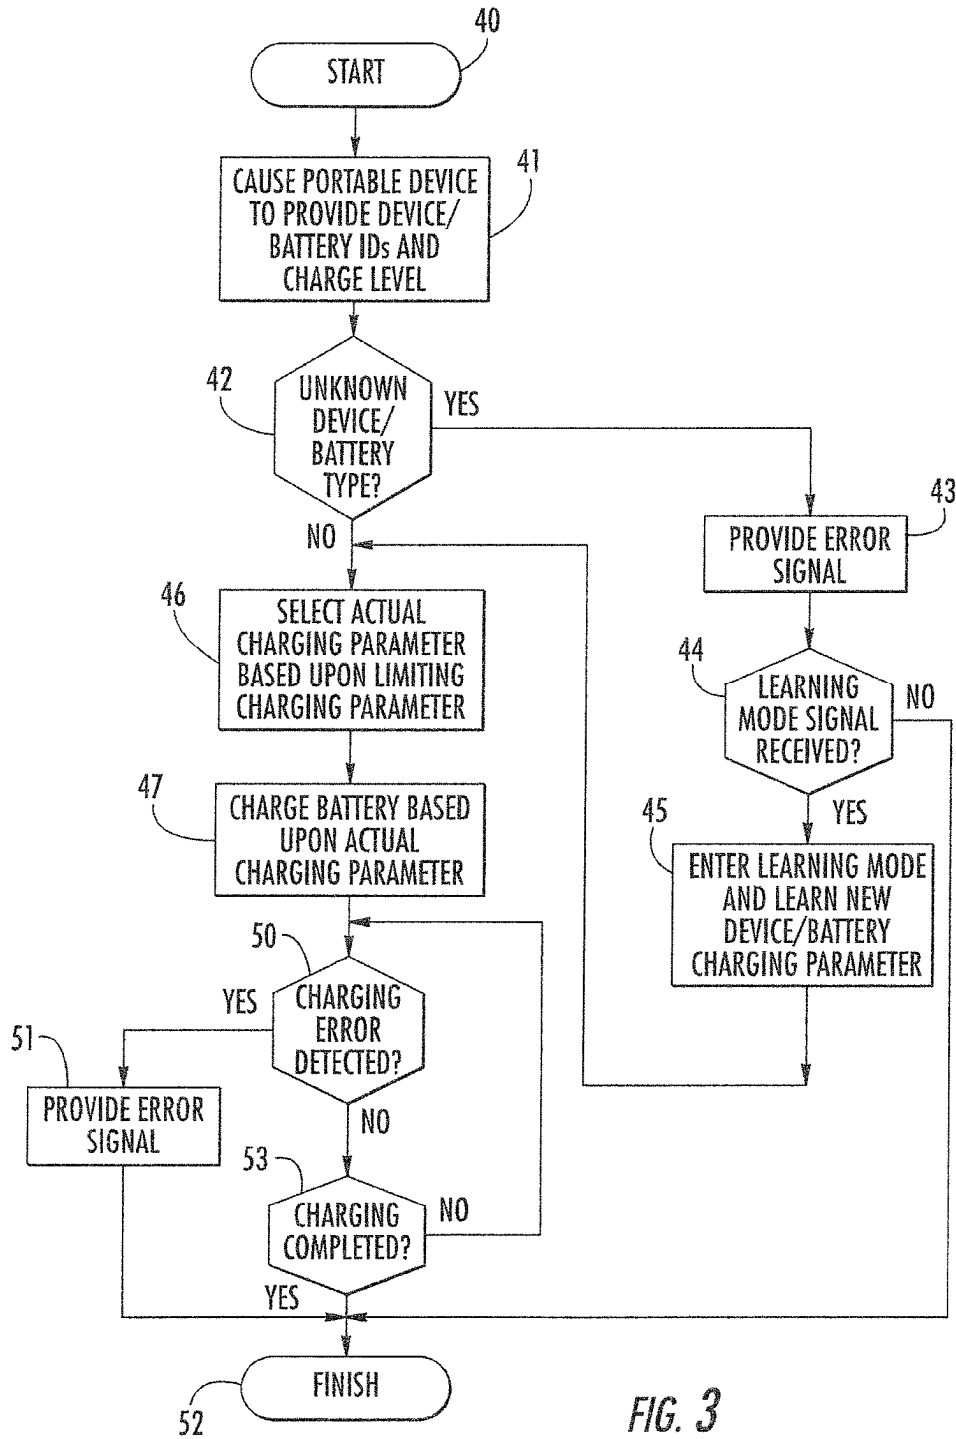 40
START
41
CAUSE PORTABLE DEVICE
TO PROVIDE DEVICE/
BATTERY IDs AND
CHARGE LEVEL
42
UNKNOWN
DEVICE/
BATTERY
TYPE?
YES
NO
43
PROVIDE ERROR
SIGNAL
46
SELECT ACTUAL
CHARGING PARAMETER
BASED UPON LIMITING
CHARGING PARAMETER
44
LEARNING
MODE SIGNAL
RECEIVED?
NO
YES
47
CHARGE BATTERY BASED
UPON ACTUAL
CHARGING PARAMETER
45
ENTER LEARNING MODE
AND LEARN NEW
DEVICE/BATTERY
CHARGING PARAMETER
50
CHARGING
ERROR
DETECTED?
YES
NO
51
PROVIDE ERROR
SIGNAL
53
CHARGING
COMPLETED?
NO
YES
FINISH
52
FIG. 3